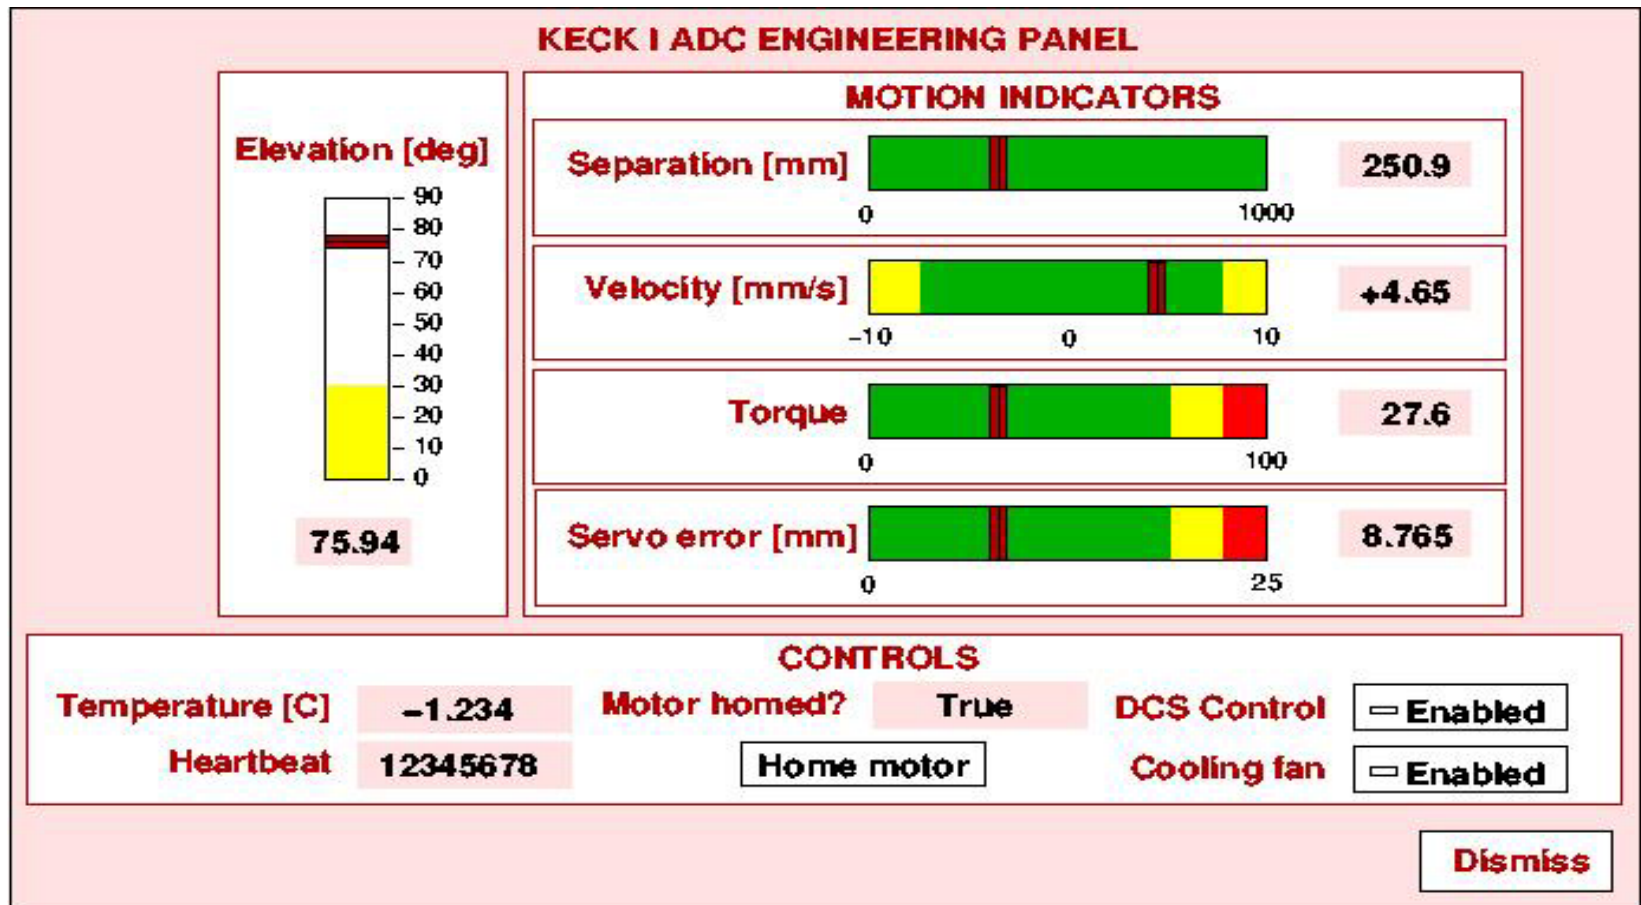 KECK I ADC ENGINEERING PANEL
Elevation [deg]
90
80
70
60
50
40
30
20
10
0
75.94
MOTION INDICATORS
Separation [mm]
250.9
0 1000
Velocity [mm/s]
+4.65
-10 0 10
Torque
27.6
0 100
Servo error [mm]
8.765
0 25
CONTROLS
Temperature [C] -1.234 Motor homed? True DCS Control Enabled
Heartbeat 12345678 Home motor Cooling fan Enabled
Dismiss